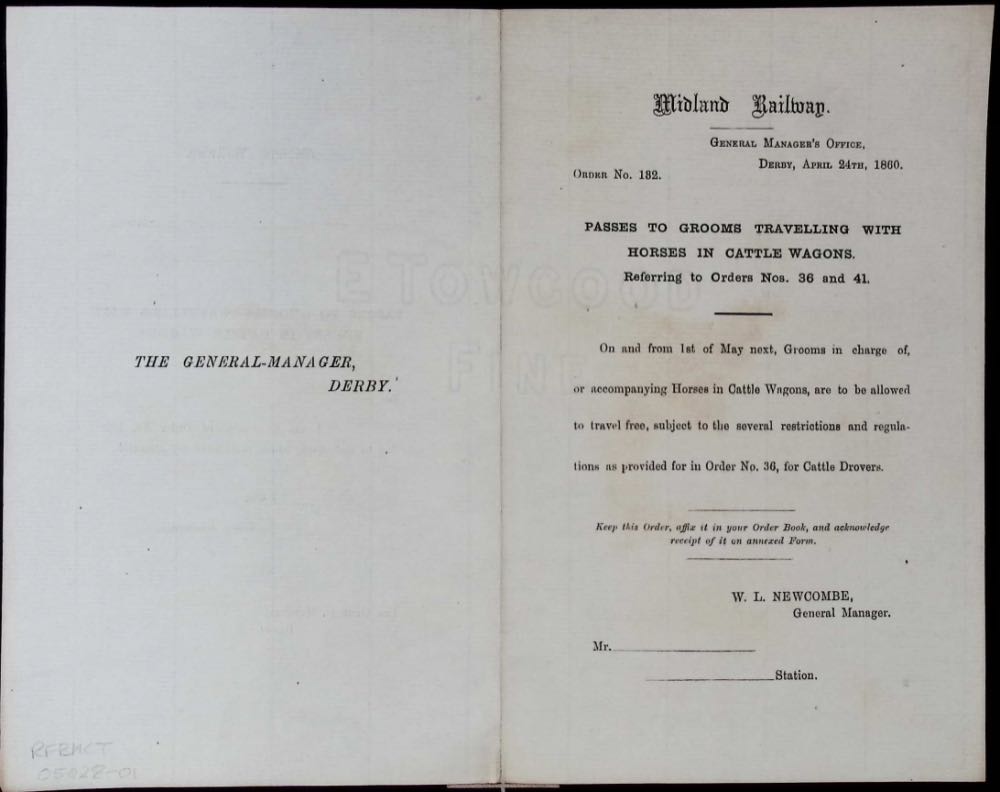 THE GENERAL-MANAGER,
DERBY.
RFBMCT
05028-01
E TOWGOOD
FINE
Midland Railway.
GENERAL MANAGER'S OFFICE,
DERBY, APRIL 24TH, 1860.
ORDER No. 182.
PASSES TO GROOMS TRAVELLING WITH
HORSES IN CATTLE WAGONS.
Referring to Orders Nos. 36 and 41.
On and from 1st of May next, Grooms in charge of,
or accompanying Horses in Cattle Wagons, are to be allowed
to travel free, subject to the several restrictions and regula-
tions as provided for in Order No. 36, for Cattle Drovers.
Keep this Order, affix it in your Order Book, and acknowledge
receipt of it on annexed Form.
W. L. NEWCOMBE,
General Manager.
Mr.
Station.